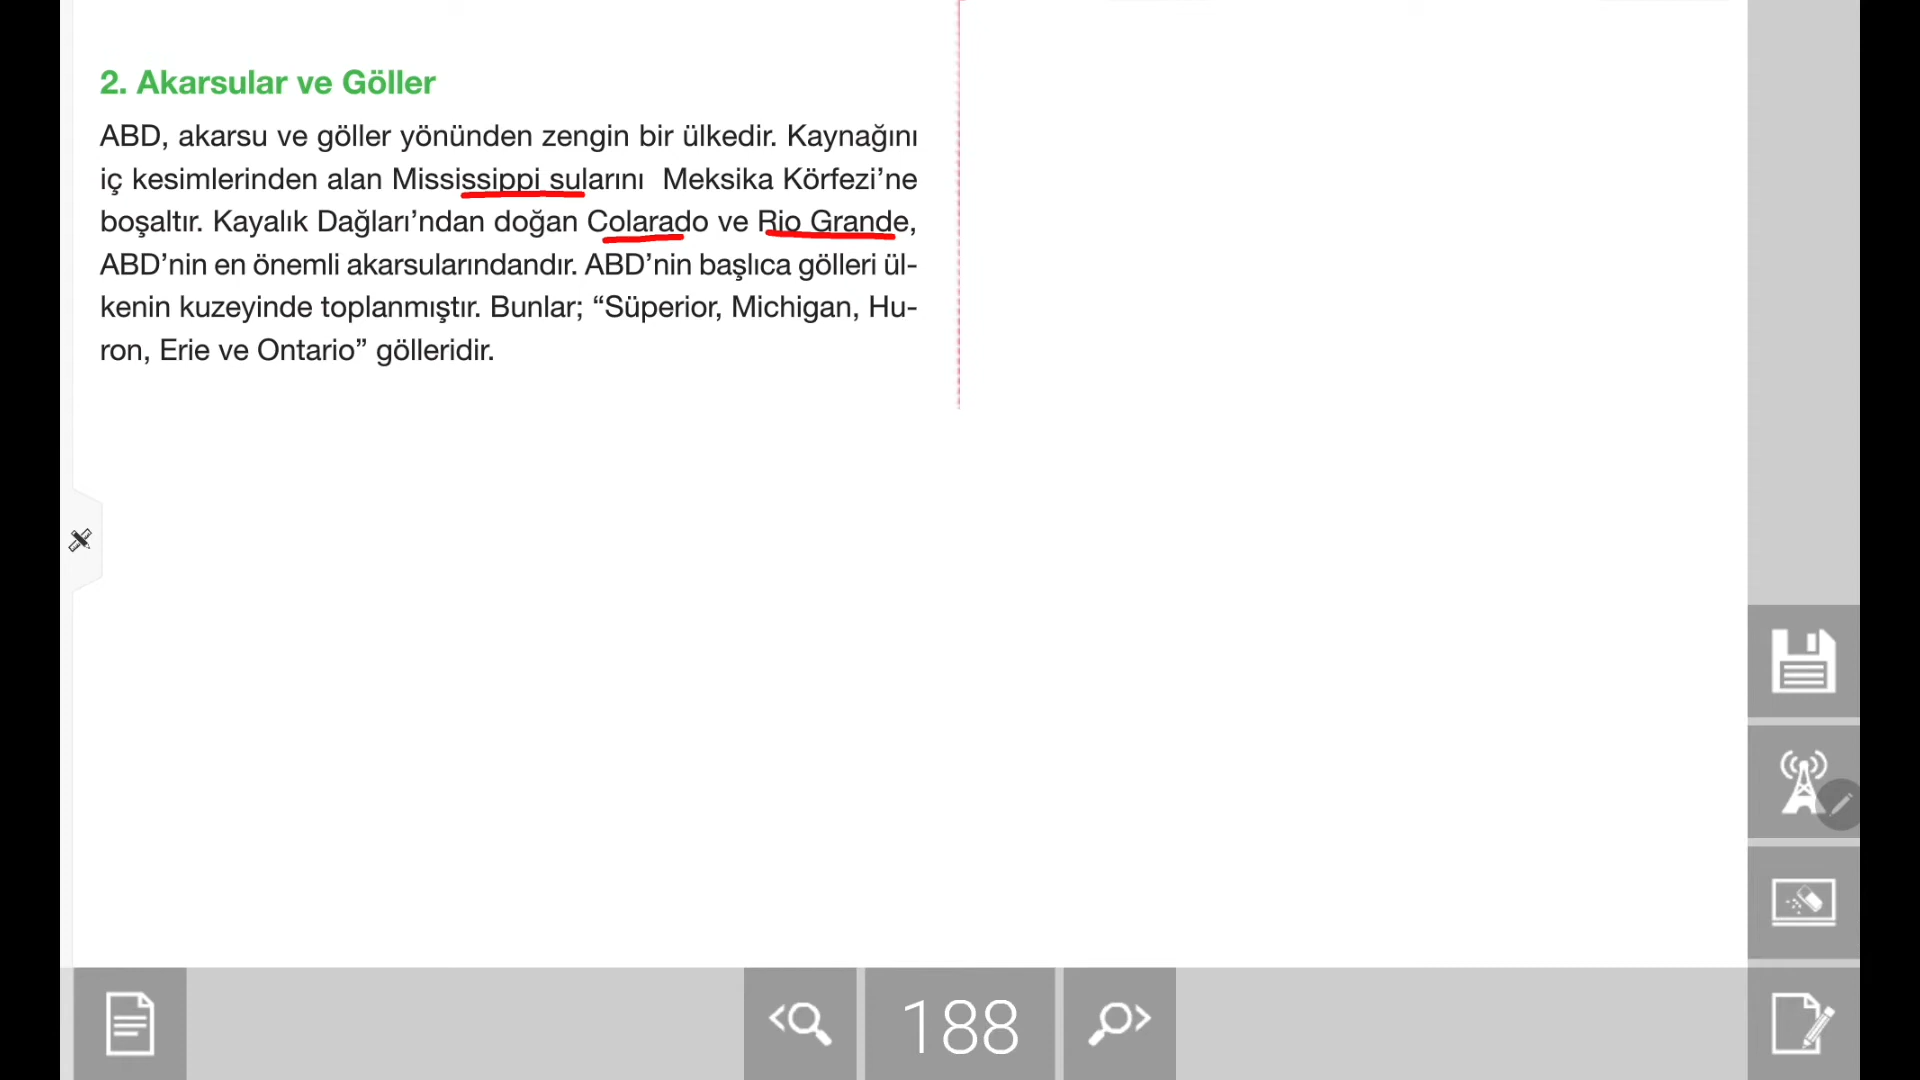 2. Akarsular ve Göller
ABD, akarsu ve göller yönünden zengin bir ülkedir. Kaynağını
iç kesimlerinden alan Mississippi sularını Meksika Körfezi’ne
boşaltır. Kayalık Dağları’ndan doğan Colarado ve Rio Grande,
ABD’nin en önemli akarsularındandır. ABD’nin başlıca gölleri ül-
kenin kuzeyinde toplanmıştır. Bunlar; “Süperior, Michigan, Hu-
ron, Erie ve Ontario” gölleridir.
188